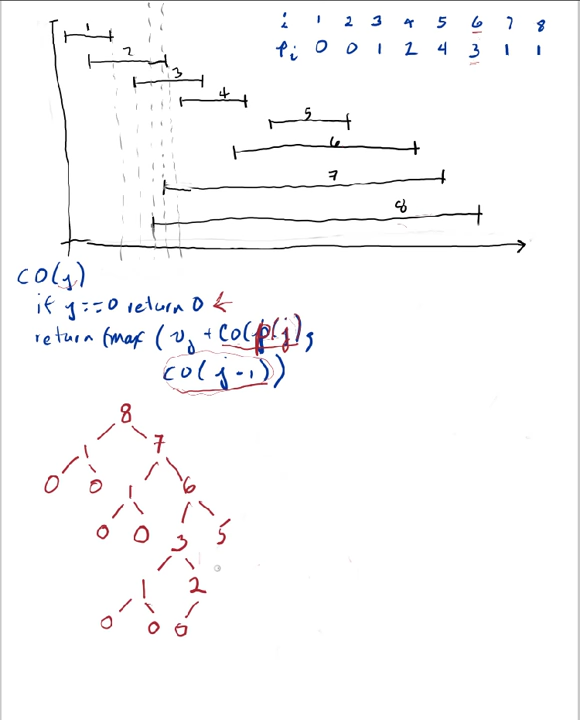 i 1 2 3 4 5 6 7 8
Pi 0 0 1 2 4 3 1 1
1
2
3
4
5
6
7
8
CO(j)
if j==0 return 0 ←
return (max (vj + CO(p(j),
CO(j-1))
8
1 7
0 0 1 6
0 0 3 5
1 2
0 0 0